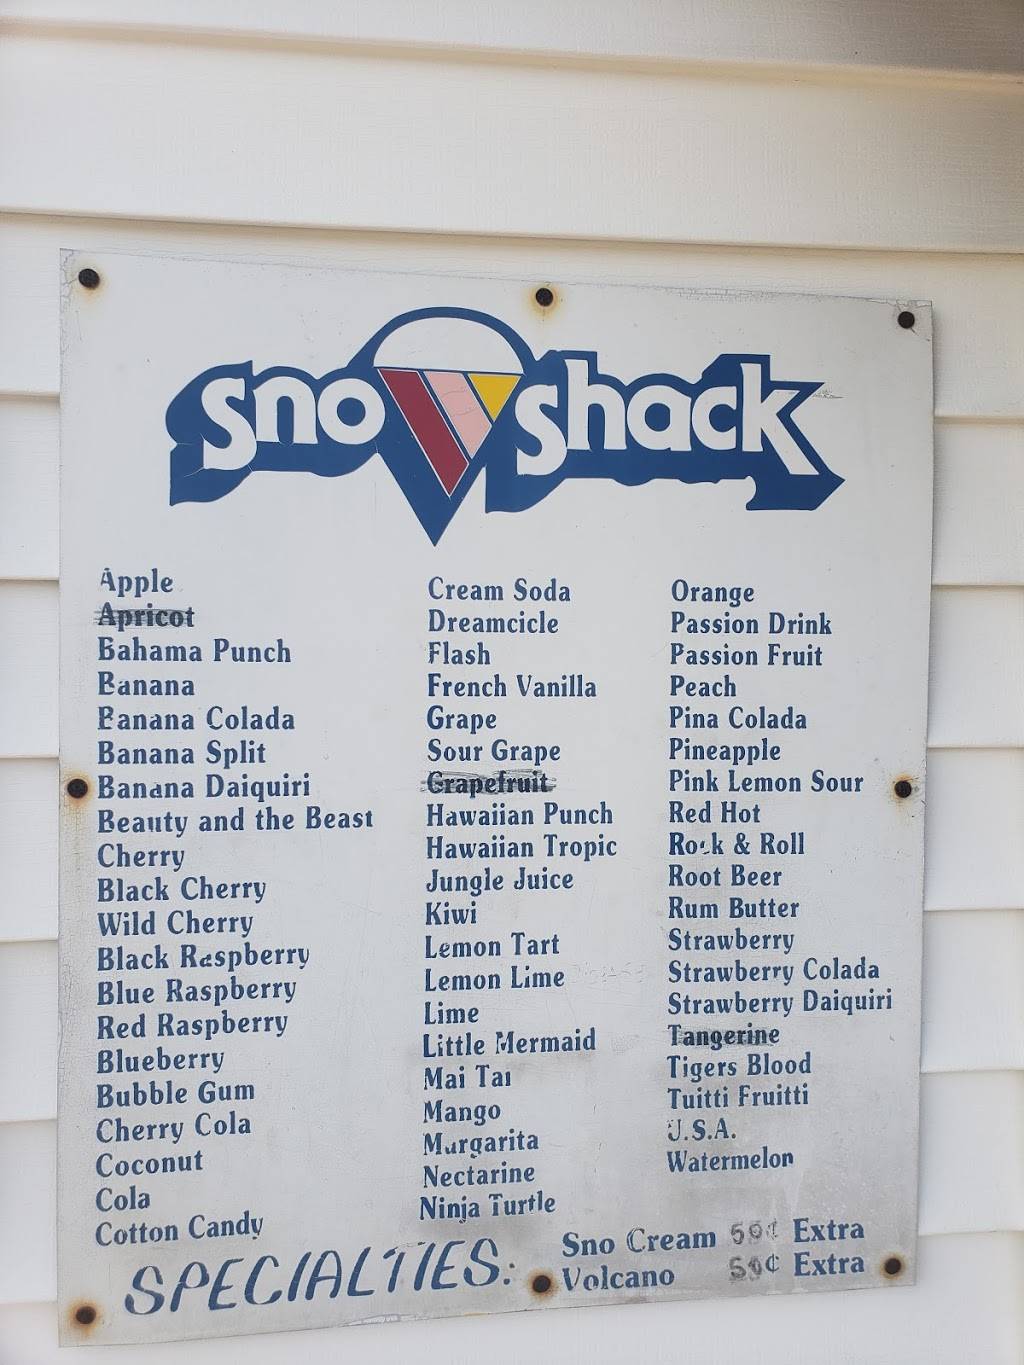 sno shack
Apple
Apricot
Bahama Punch
Banana
Banana Colada
Banana Split
Banana Daiquiri
Beauty and the Beast
Cherry
Black Cherry
Wild Cherry
Black Raspberry
Blue Raspberry
Red Raspberry
Blueberry
Bubble Gum
Cherry Cola
Coconut
Cola
Cotton Candy
Cream Soda
Dreamcicle
Flash
French Vanilla
Grape
Sour Grape
Grapefruit
Hawaiian Punch
Hawaiian Tropic
Jungle Juice
Kiwi
Lemon Tart
Lemon Lime
Lime
Little Mermaid
Mai Tai
Mango
Margarita
Nectarine
Ninja Turtle
Orange
Passion Drink
Passion Fruit
Peach
Pina Colada
Pineapple
Pink Lemon Sour
Red Hot
Rock & Roll
Root Beer
Rum Butter
Strawberry
Strawberry Colada
Strawberry Daiquiri
Tangerine
Tigers Blood
Tuitti Fruitti
U.S.A.
Watermelon
SPECIALTIES:
Sno Cream 50¢ Extra
Volcano 50¢ Extra